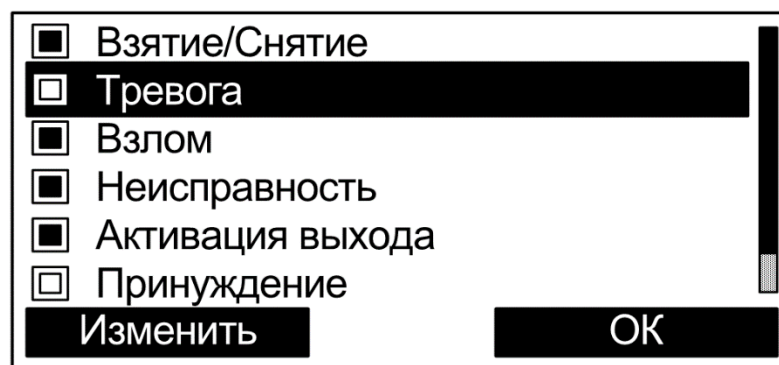 Взятие/Снятие
Тревога
Взлом
Неисправность
Активация выхода
Принуждение
Изменить ОК